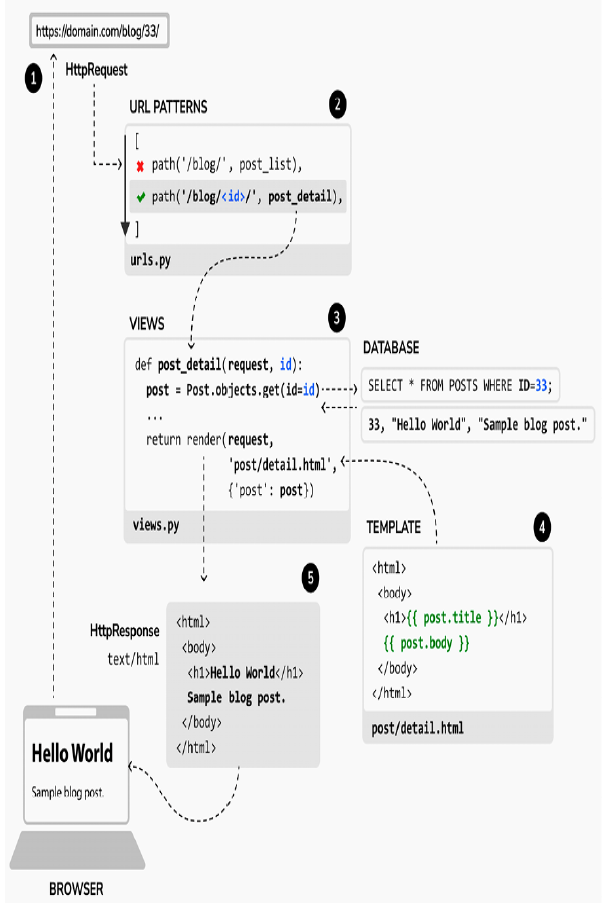 https://domain.com/blog/33/
1
HttpRequest
URL PATTERNS
2
[
path('/blog/', post_list),
path('/blog/<id>/', post_detail),
]
urls.py
VIEWS
3
def post_detail(request, id):
post = Post.objects.get(id=id)
...
return render(request,
'post/detail.html',
{'post': post})
views.py
DATABASE
SELECT * FROM POSTS WHERE ID=33;
33, "Hello World", "Sample blog post."
TEMPLATE
4
<html>
<body>
<h1>{{ post.title }}</h1>
{{ post.body }}
</body>
</html>
post/detail.html
5
HttpResponse
text/html
<html>
<body>
<h1>Hello World</h1>
Sample blog post.
</body>
</html>
Hello World
Sample blog post.
BROWSER